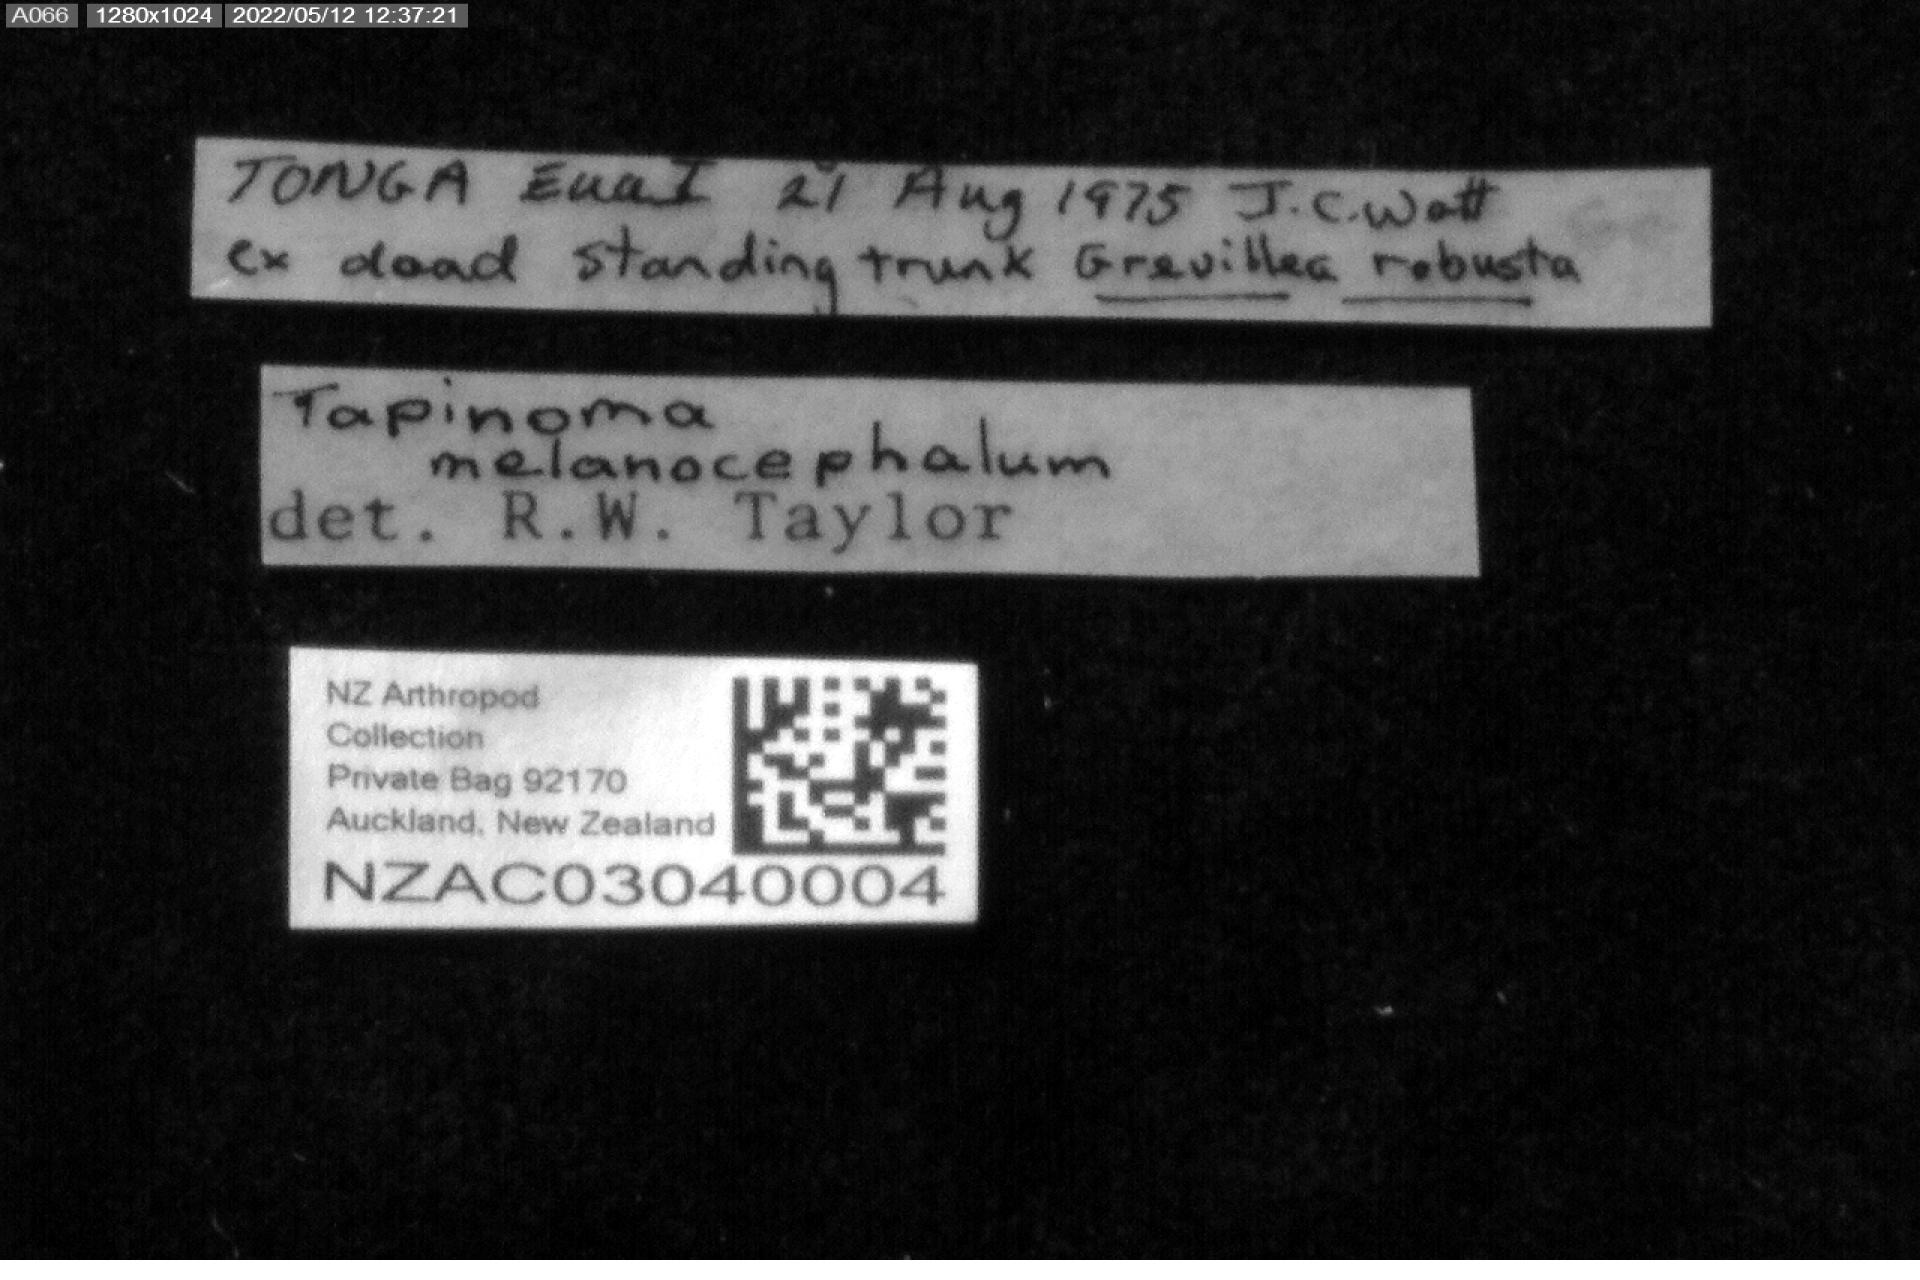 A066 1280x1024 2022/05/12 12:37:21
TONGA Eua I 21 Aug 1975 J.C. Watt
ex dead standing trunk Grevillea robusta
Tapinoma
melanocephalum
det. R.W. Taylor
NZ Arthropod
Collection
Private Bag 92170
Auckland, New Zealand
NZAC03040004